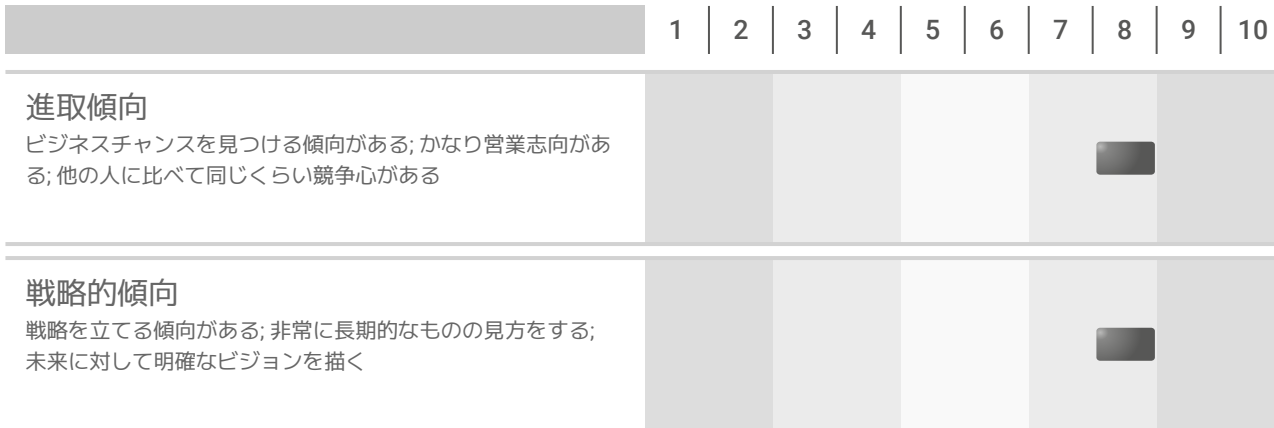 1 2 3 4 5 6 7 8 9 10
進取傾向
ビジネスチャンスを見つける傾向がある; かなり営業志向があ
る; 他の人に比べて同じくらい競争心がある
戦略的傾向
戦略を立てる傾向がある; 非常に長期的なものの見方をする;
未来に対して明確なビジョンを描く